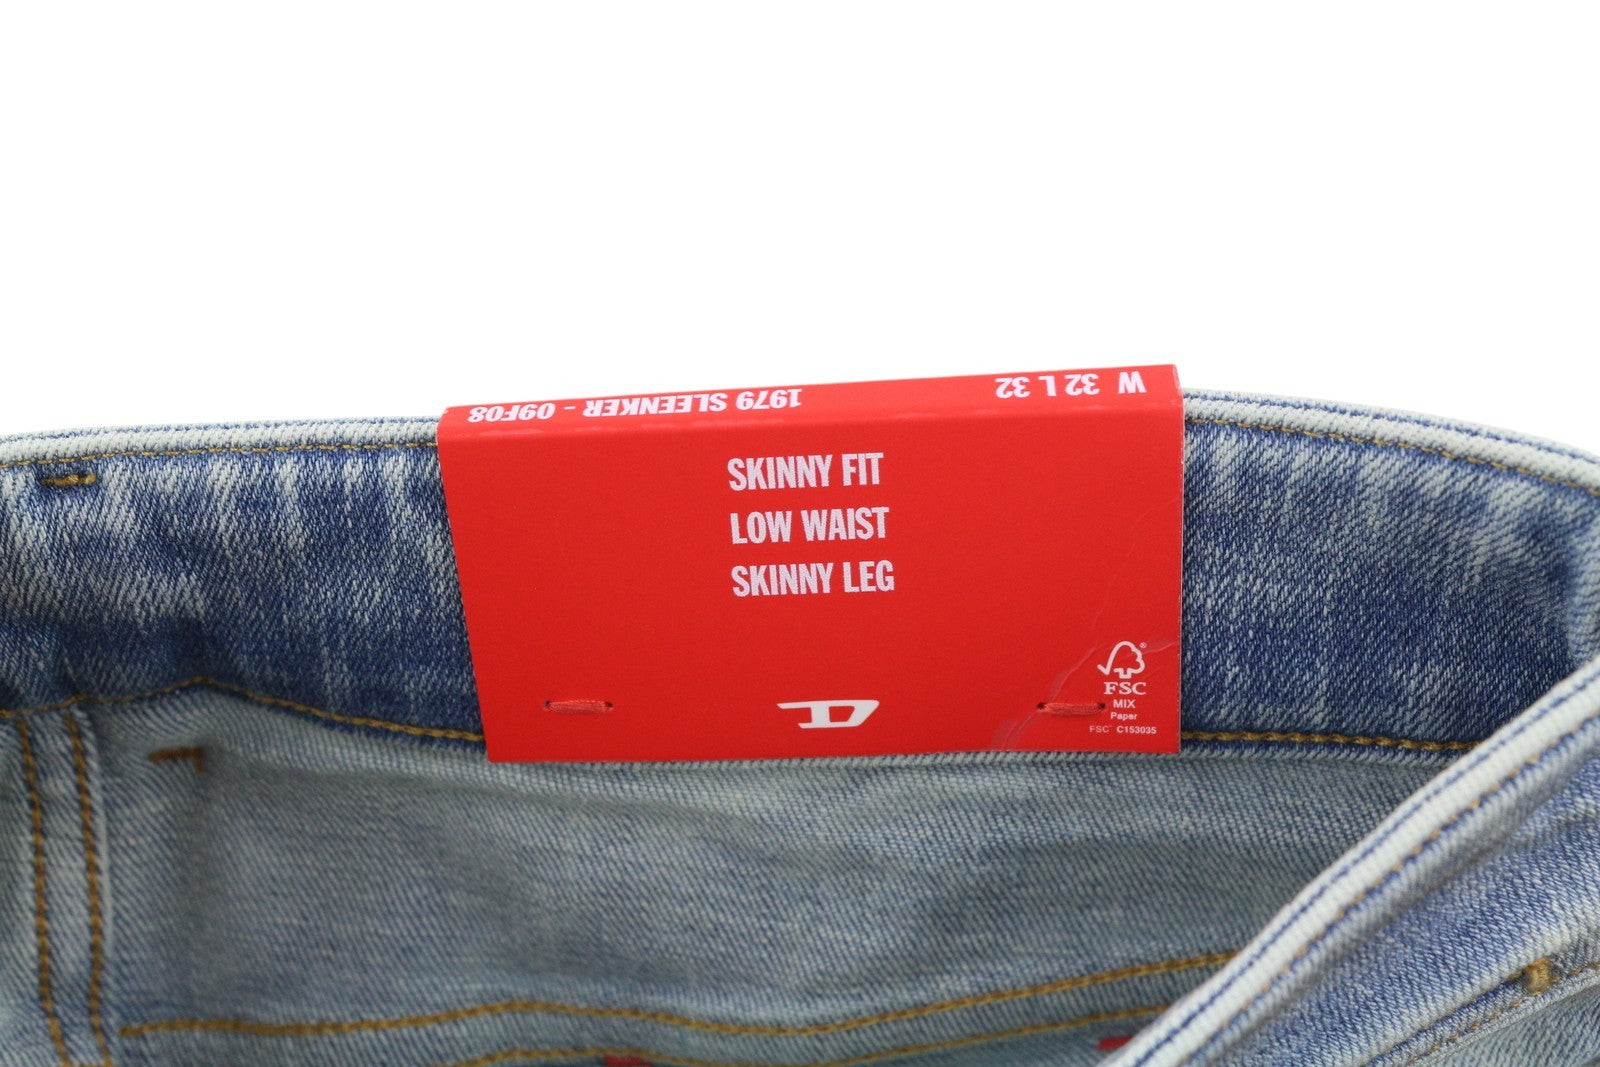 W 32 L 32
1979 SLEENKER - 09F08
SKINNY FIT
LOW WAIST
SKINNY LEG
D
FSC®
MIX
Paper
FSC® C153035